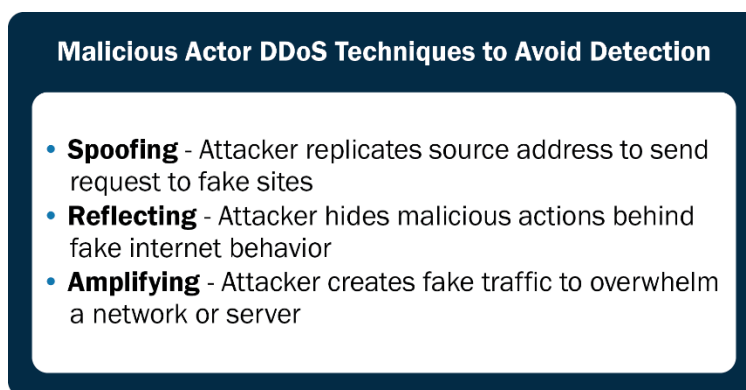 Malicious Actor DDoS Techniques to Avoid Detection
• Spoofing - Attacker replicates source address to send
request to fake sites
• Reflecting - Attacker hides malicious actions behind
fake internet behavior
• Amplifying - Attacker creates fake traffic to overwhelm
a network or server